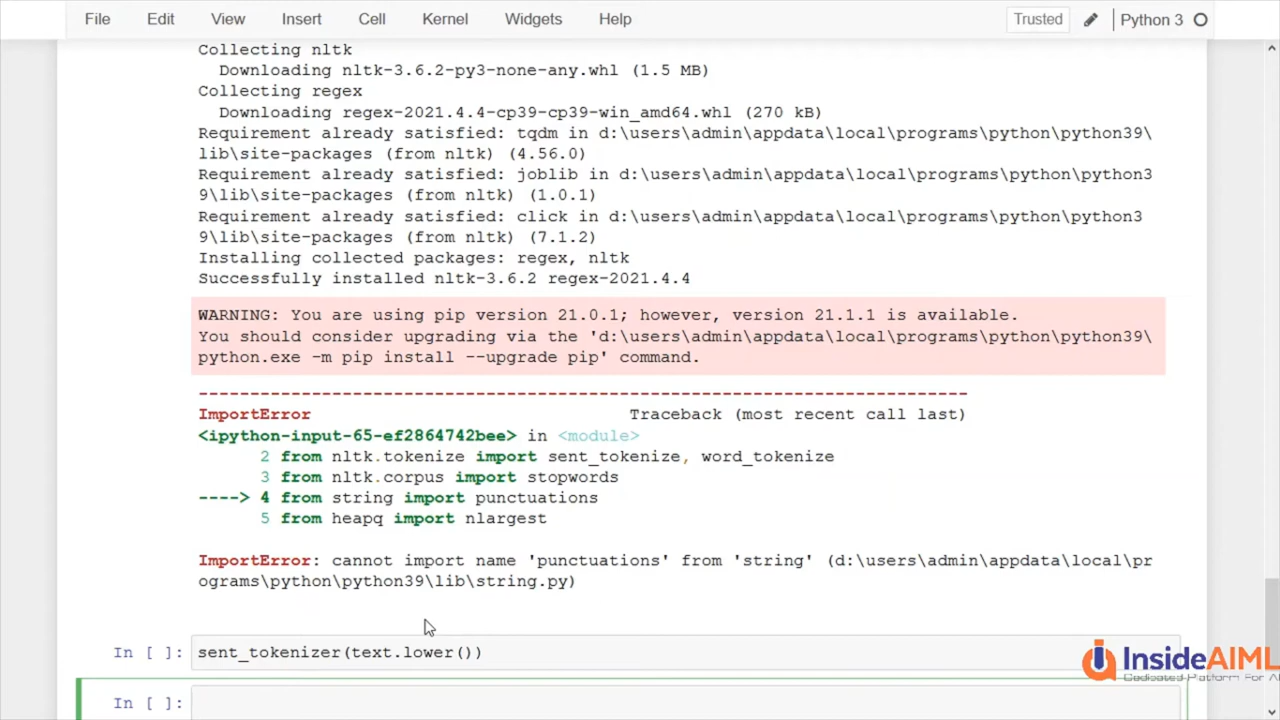 File Edit View Insert Cell Kernel Widgets Help Trusted Python 3
Collecting nltk
Downloading nltk-3.6.2-py3-none-any.whl (1.5 MB)
Collecting regex
Downloading regex-2021.4.4-cp39-cp39-win_amd64.whl (270 kB)
Requirement already satisfied: tqdm in d:\users\admin\appdata\local\programs\python\python39\
lib\site-packages (from nltk) (4.56.0)
Requirement already satisfied: joblib in d:\users\admin\appdata\local\programs\python\python3
9\lib\site-packages (from nltk) (1.0.1)
Requirement already satisfied: click in d:\users\admin\appdata\local\programs\python\python3
9\lib\site-packages (from nltk) (7.1.2)
Installing collected packages: regex, nltk
Successfully installed nltk-3.6.2 regex-2021.4.4
WARNING: You are using pip version 21.0.1; however, version 21.1.1 is available.
You should consider upgrading via the 'd:\users\admin\appdata\local\programs\python\python39\
python.exe -m pip install --upgrade pip' command.
---------------------------------------------------------------------------
ImportError Traceback (most recent call last)
<ipython-input-65-ef2864742bee> in <module>
2 from nltk.tokenize import sent_tokenize, word_tokenize
3 from nltk.corpus import stopwords
----> 4 from string import punctuations
5 from heapq import nlargest
ImportError: cannot import name 'punctuations' from 'string' (d:\users\admin\appdata\local\pr
ograms\python\python39\lib\string.py)
In [ ]: sent_tokenizer(text.lower())
InsideAIML
Dedicated Platform For
In [ ]: